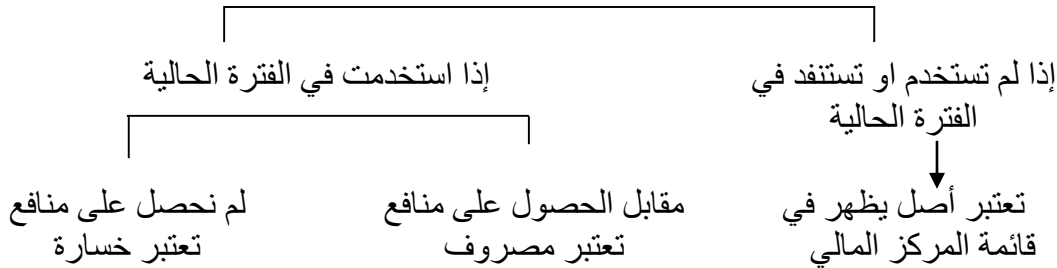 إذا لم تستخدم او تستنفد في
الفترة الحالية
إذا استخدمت في الفترة الحالية
تعتبر أصل يظهر في
قائمة المركز المالي
مقابل الحصول على منافع
تعتبر مصروف
لم نحصل على منافع
تعتبر خسارة